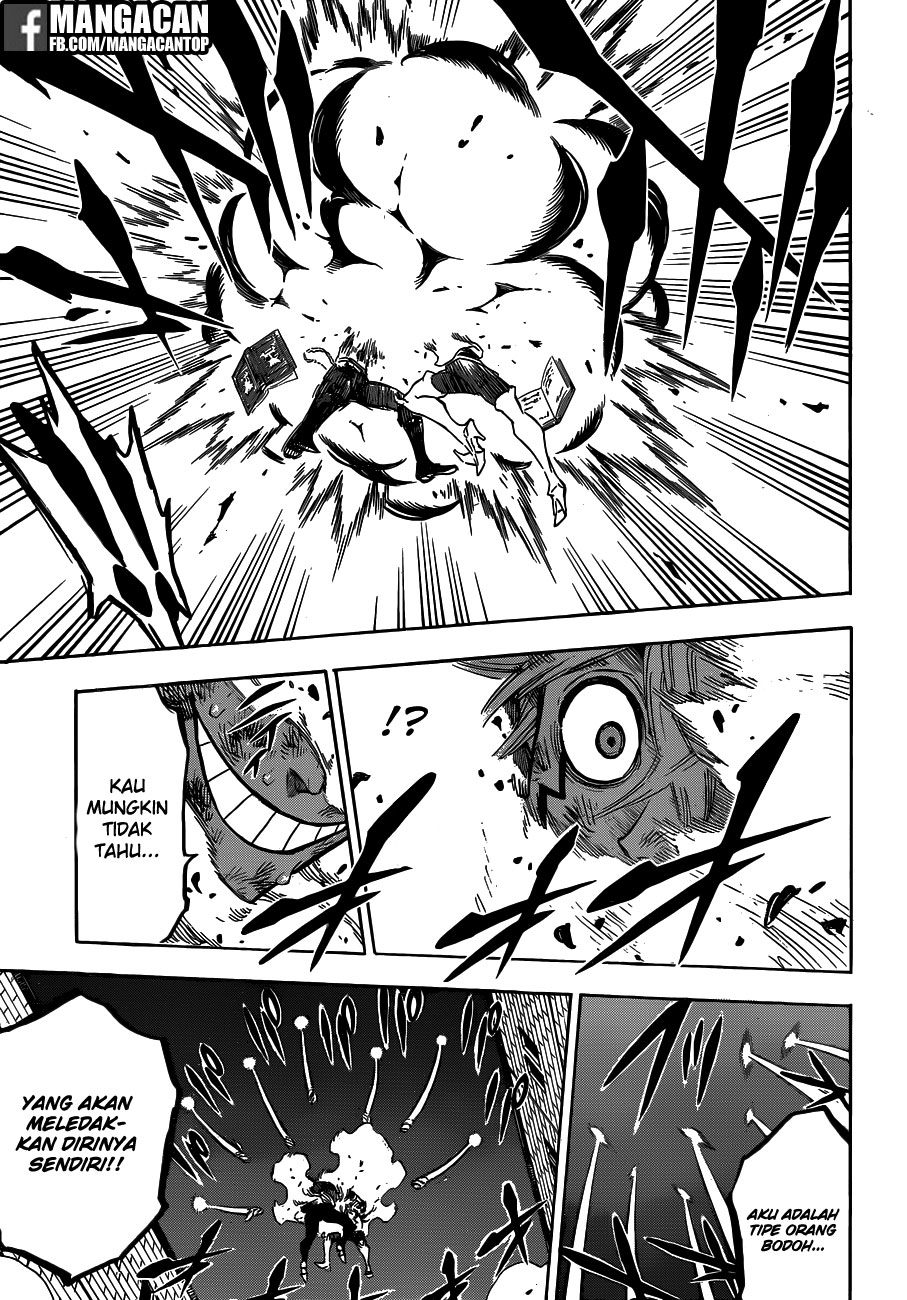 MANGACAN
FB.COM/MANGACANTOP
!?
KAU
MUNGKIN
TIDAK
TAHU...
AKU ADALAH
TIPE ORANG
BODOH...
YANG AKAN
MELEDAK-
KAN DIRINYA
SENDIRI!!